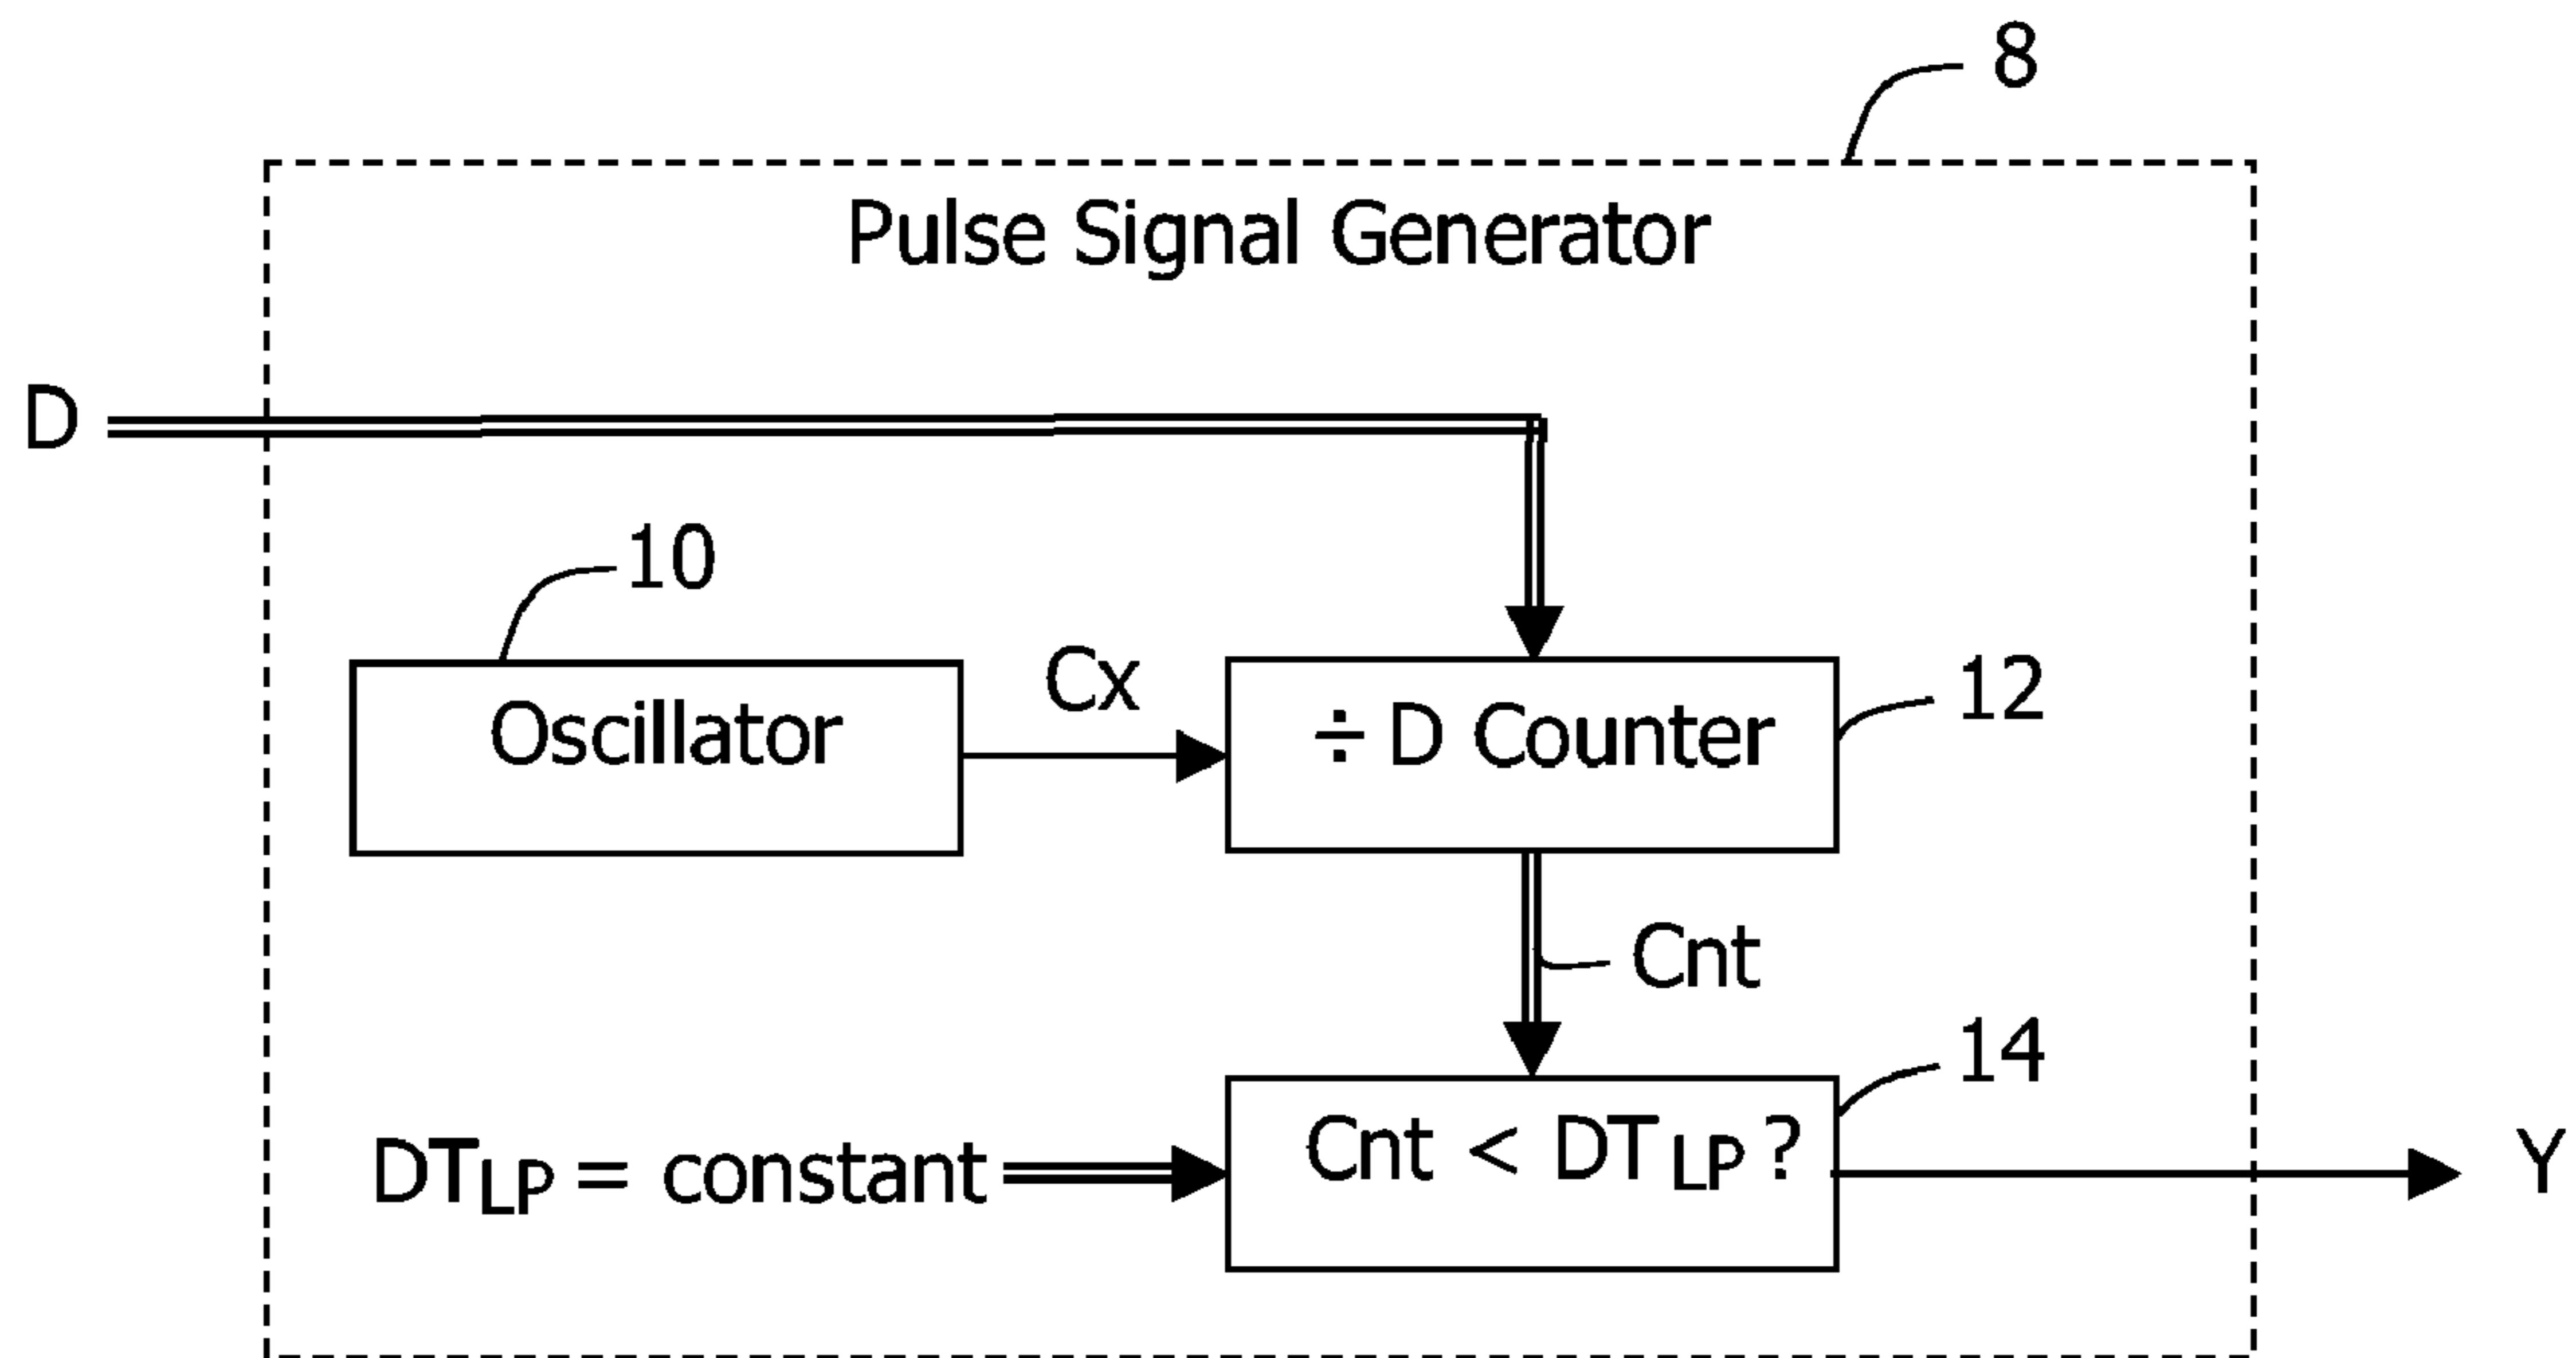 8
Pulse Signal Generator
D
10
Oscillator
Cx
÷ D Counter
12
Cnt
14
DTLP = constant
Cnt < DTLP ?
Y